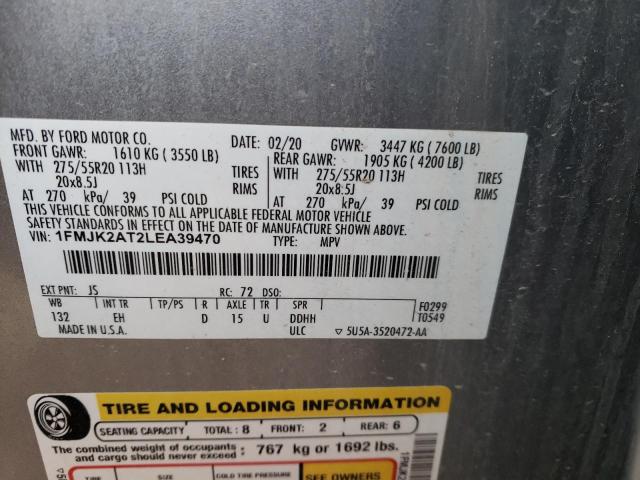 MFD. BY FORD MOTOR CO.
DATE: 02/20 GVWR: 3447 KG ( 7600 LB)
FRONT GAWR: 1610 KG ( 3550 LB)
REAR GAWR: 1905 KG ( 4200 LB)
WITH 275/55R20 113H TIRES
WITH 275/55R20 113H TIRES
20x8.5J RIMS
20x8.5J RIMS
AT 270 kPa/ 39 PSI COLD
AT 270 kPa/ 39 PSI COLD
THIS VEHICLE CONFORMS TO ALL APPLICABLE FEDERAL MOTOR VEHICLE
SAFETY STANDARDS IN EFFECT ON THE DATE OF MANUFACTURE SHOWN ABOVE.
VIN: 1FMJK2AT2LEA39470
TYPE: MPV
EXT PNT: JS RC: 72 DSO:
WB INT TR TP/PS R AXLE TR SPR F0299
132 EH D 15 U DDHH T0549
MADE IN U.S.A. ULC ▽ 5U5A-3520472-AA
TIRE AND LOADING INFORMATION
SEATING CAPACITY TOTAL: 8 FRONT: 2 REAR: 6
The combined weight of occupants
and cargo should never exceed: 767 kg or 1692 lbs.
TIRE SIZE COLD TIRE PRESSURE SEE OWNERS